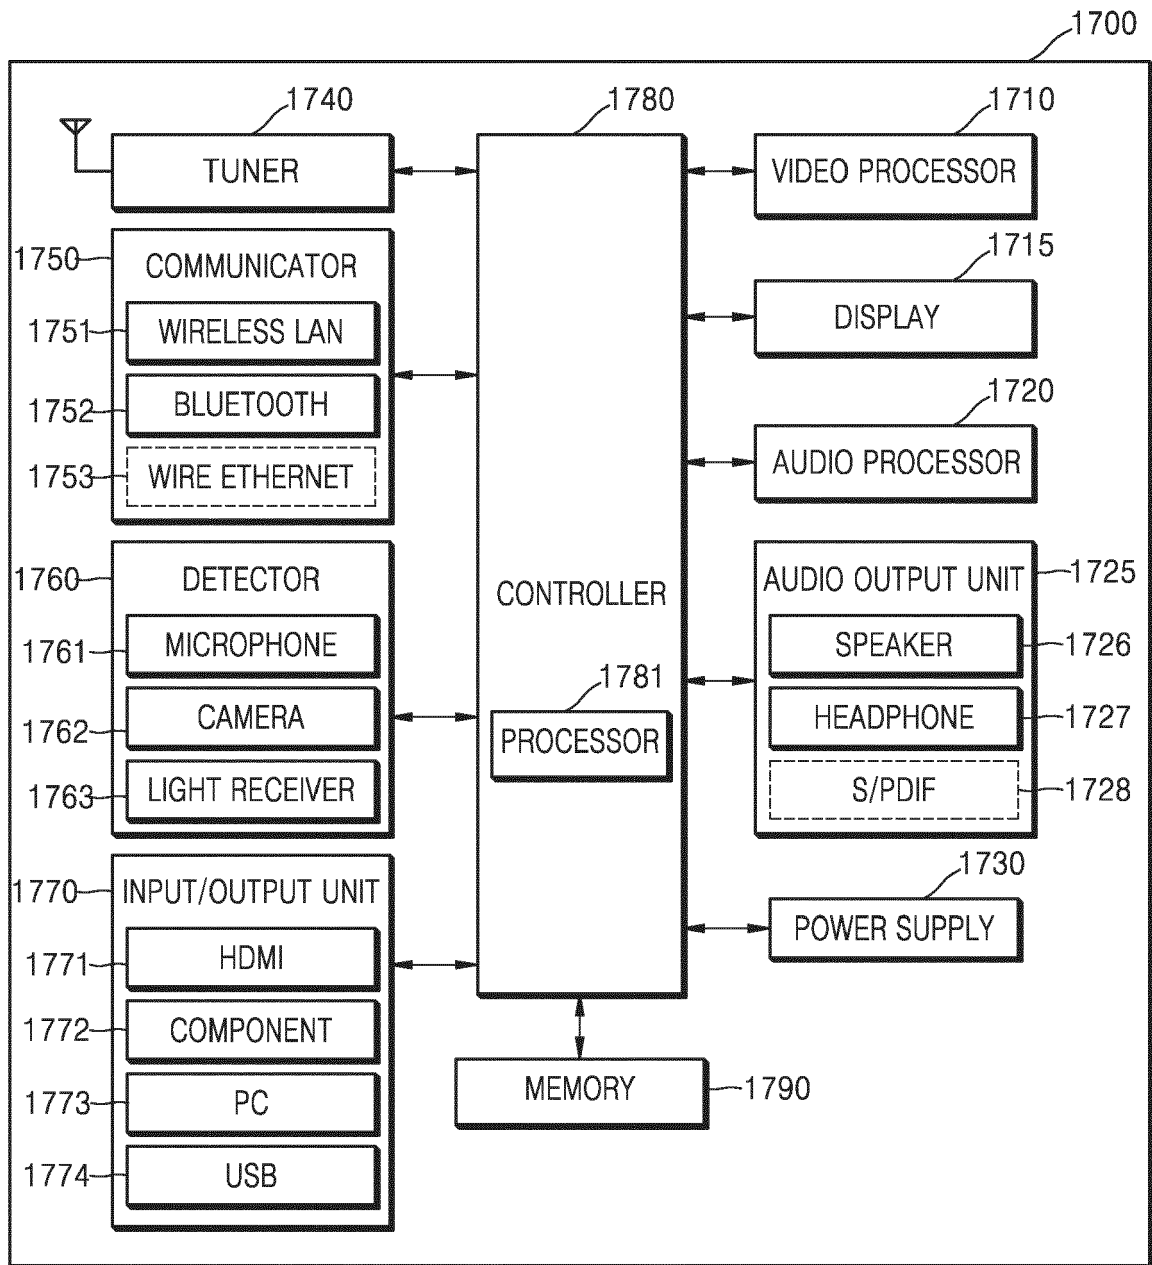 1700
1740
TUNER
1750
COMMUNICATOR
1751
WIRELESS LAN
1752
BLUETOOTH
1753
WIRE ETHERNET
1760
DETECTOR
1761
MICROPHONE
1762
CAMERA
1763
LIGHT RECEIVER
1770
INPUT/OUTPUT UNIT
1771
HDMI
1772
COMPONENT
1773
PC
1774
USB
1780
CONTROLLER
1781
PROCESSOR
MEMORY
1790
1710
VIDEO PROCESSOR
1715
DISPLAY
1720
AUDIO PROCESSOR
AUDIO OUTPUT UNIT
1725
SPEAKER
1726
HEADPHONE
1727
S/PDIF
1728
1730
POWER SUPPLY